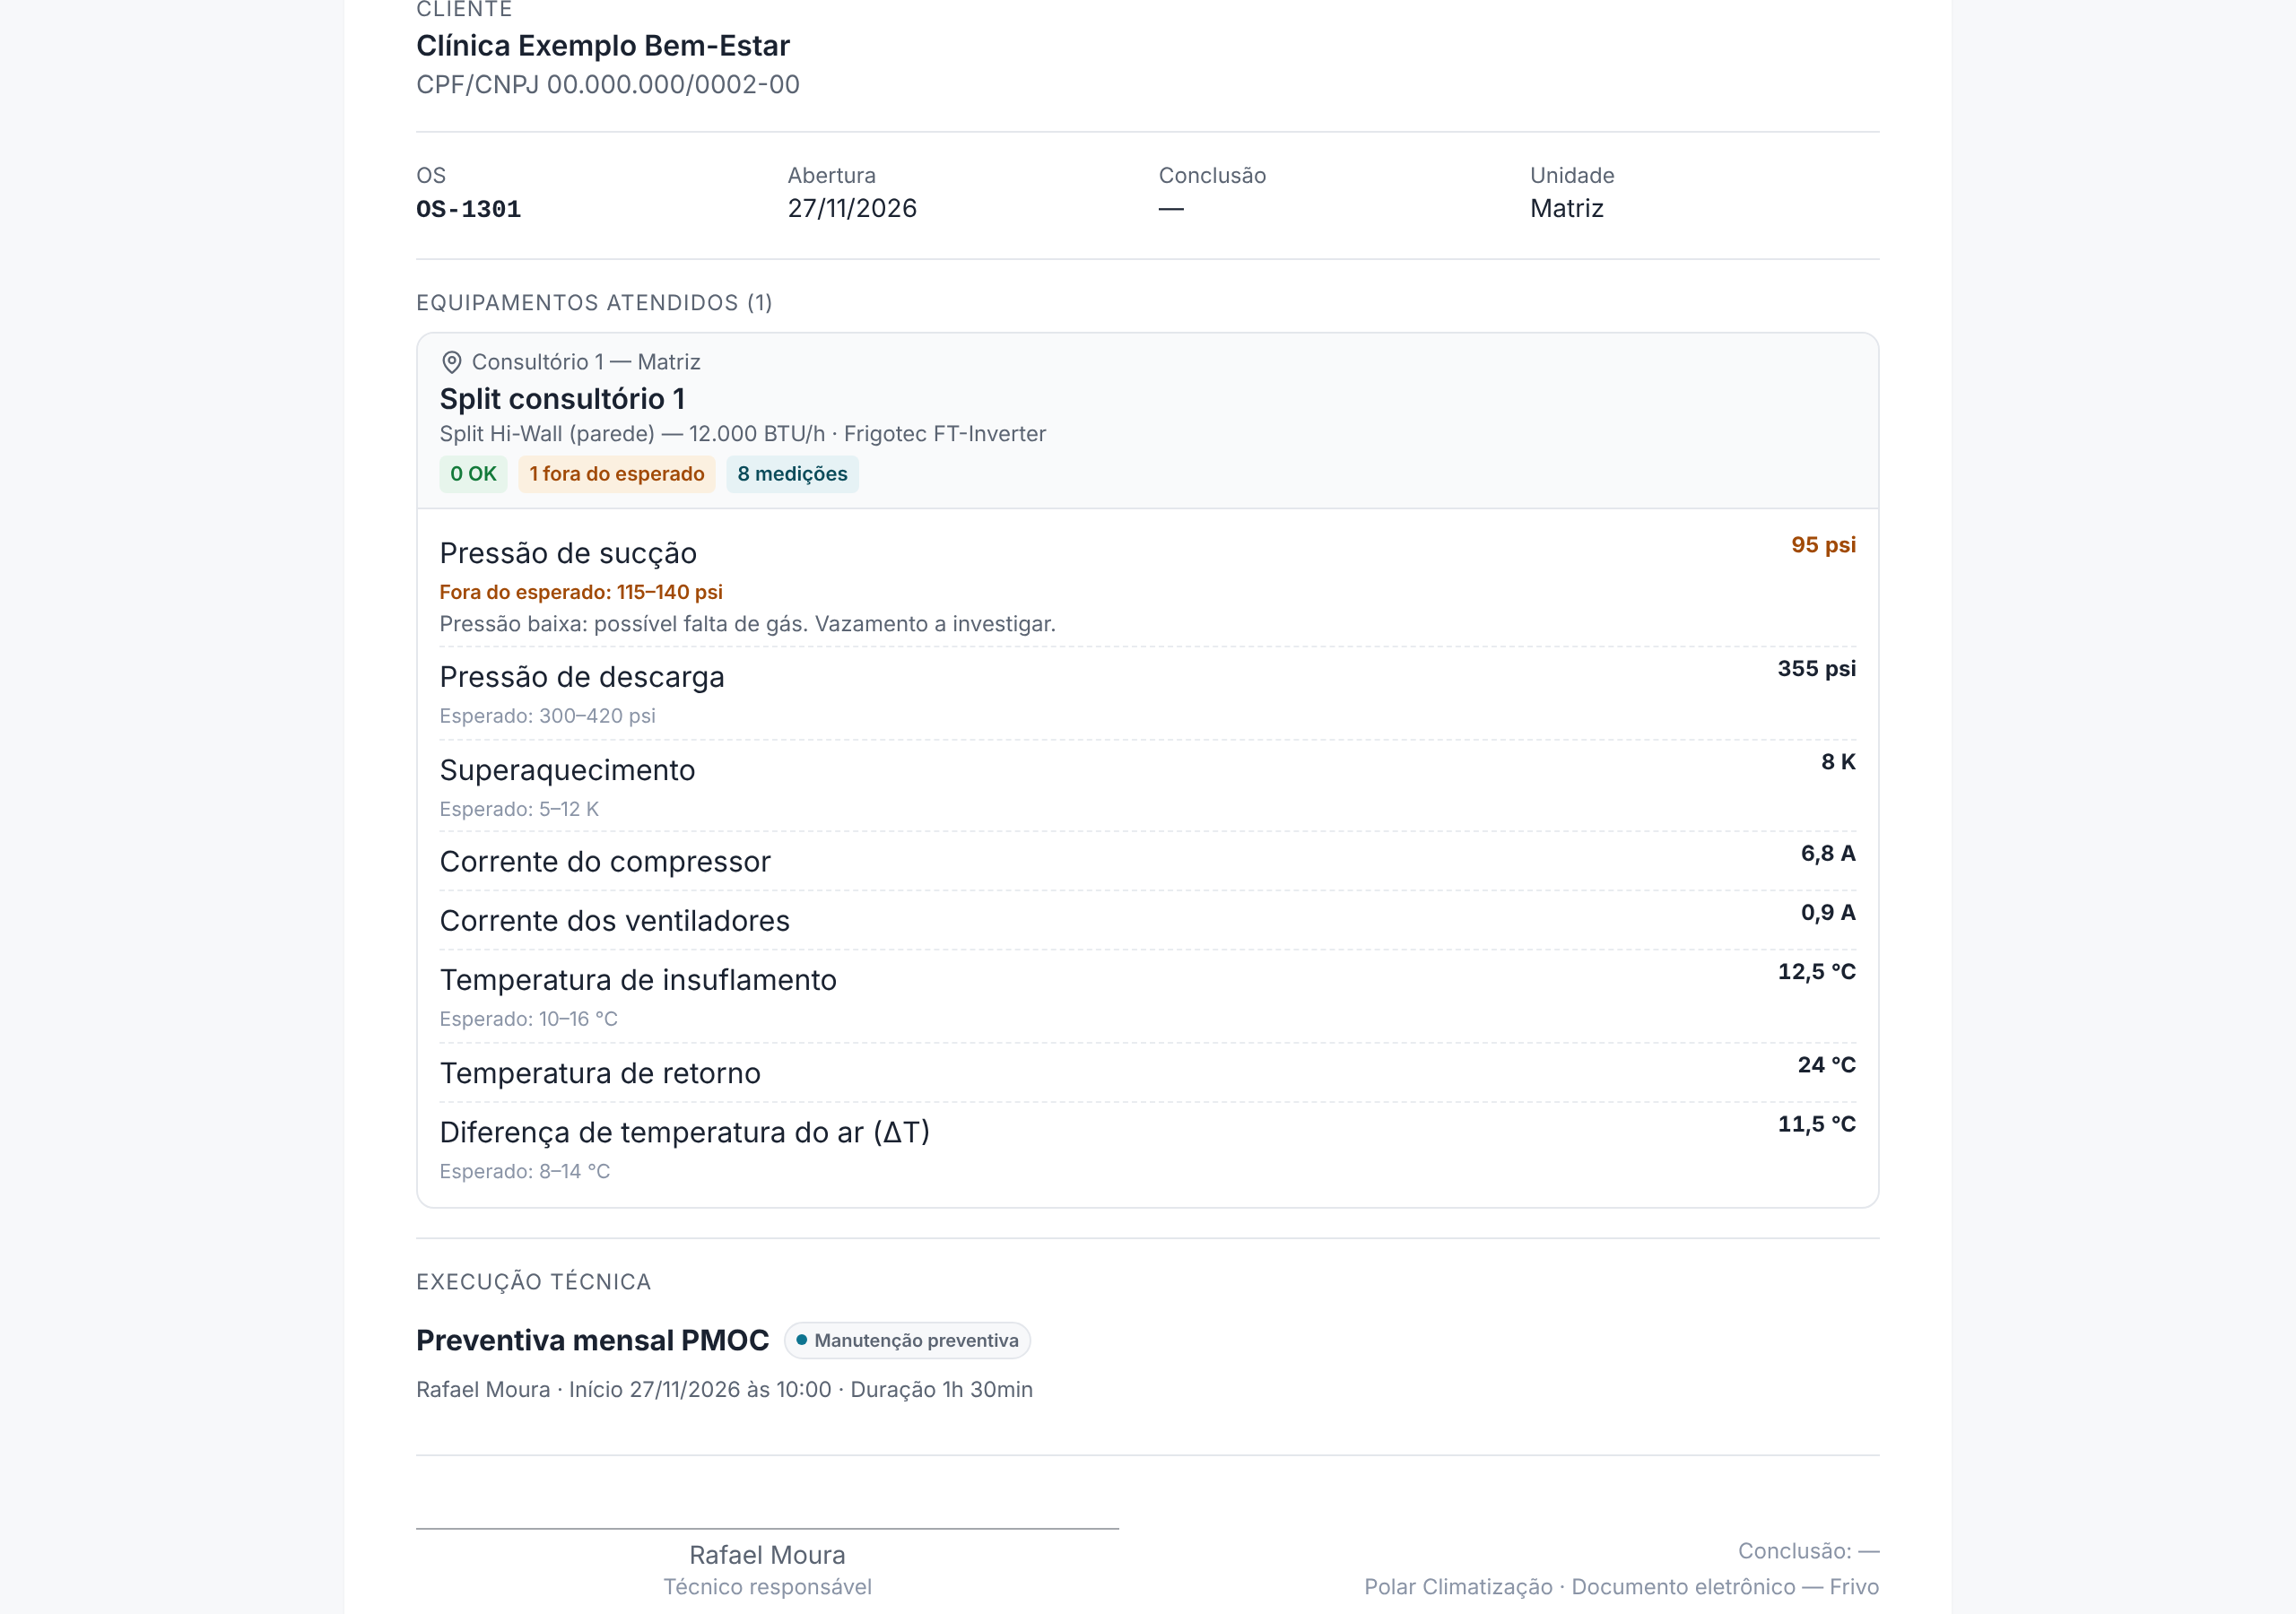 CLIENTE
Clínica Exemplo Bem-Estar
CPF/CNPJ 00.000.000/0002-00
OS
OS-1301
Abertura
27/11/2026
Conclusão
—
Unidade
Matriz
EQUIPAMENTOS ATENDIDOS (1)
Consultório 1 — Matriz
Split consultório 1
Split Hi-Wall (parede) — 12.000 BTU/h · Frigotec FT-Inverter
0 OK 1 fora do esperado 8 medições
Pressão de sucção 95 psi
Fora do esperado: 115–140 psi
Pressão baixa: possível falta de gás. Vazamento a investigar.
Pressão de descarga 355 psi
Esperado: 300–420 psi
Superaquecimento 8 K
Esperado: 5–12 K
Corrente do compressor 6,8 A
Corrente dos ventiladores 0,9 A
Temperatura de insuflamento 12,5 °C
Esperado: 10–16 °C
Temperatura de retorno 24 °C
Diferença de temperatura do ar (ΔT) 11,5 °C
Esperado: 8–14 °C
EXECUÇÃO TÉCNICA
Preventiva mensal PMOC Manutenção preventiva
Rafael Moura · Início 27/11/2026 às 10:00 · Duração 1h 30min
Rafael Moura
Técnico responsável
Conclusão: —
Polar Climatização · Documento eletrônico — Frivo